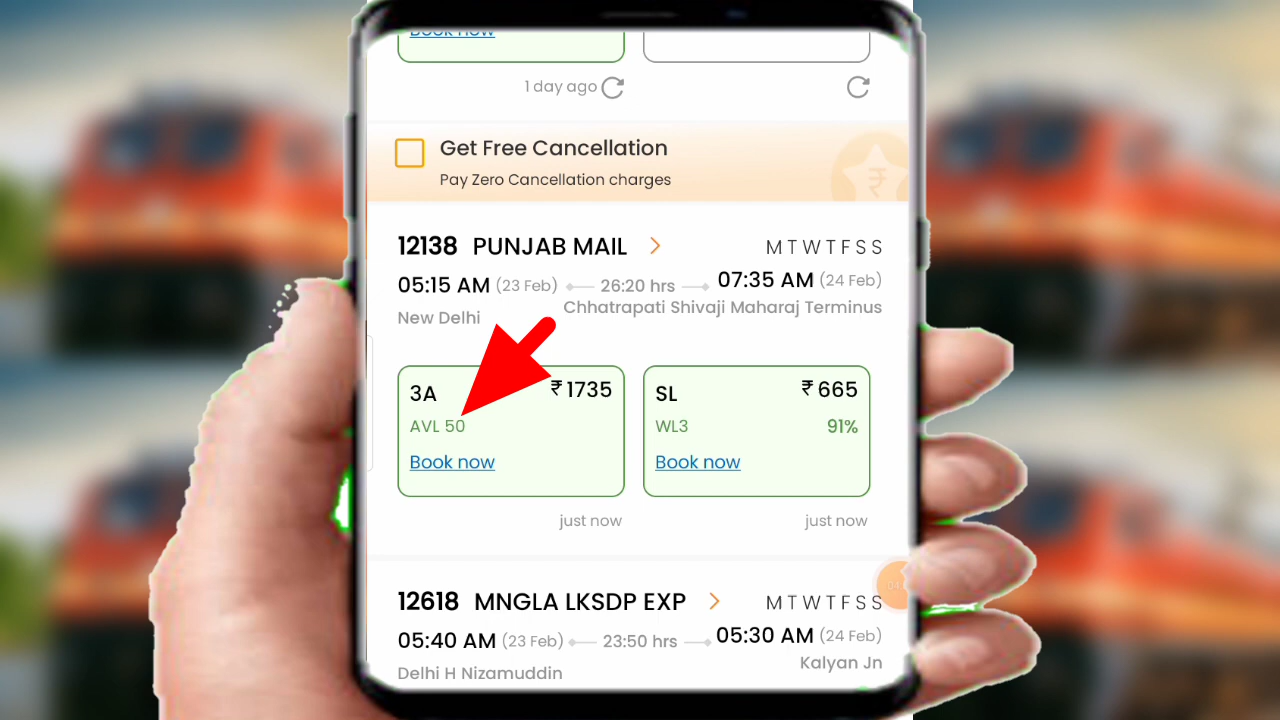 Book now
1 day ago
Get Free Cancellation
Pay Zero Cancellation charges
12138 PUNJAB MAIL M T W T F S S
05:15 AM (23 Feb) 26:20 hrs 07:35 AM (24 Feb)
New Delhi Chhatrapati Shivaji Maharaj Terminus
3A ₹ 1735
AVL 50
Book now
just now
SL ₹ 665
WL3 91%
Book now
just now
12618 MNGLA LKSDP EXP M T W T F S S
05:40 AM (23 Feb) 23:50 hrs 05:30 AM (24 Feb)
Delhi H Nizamuddin Kalyan Jn